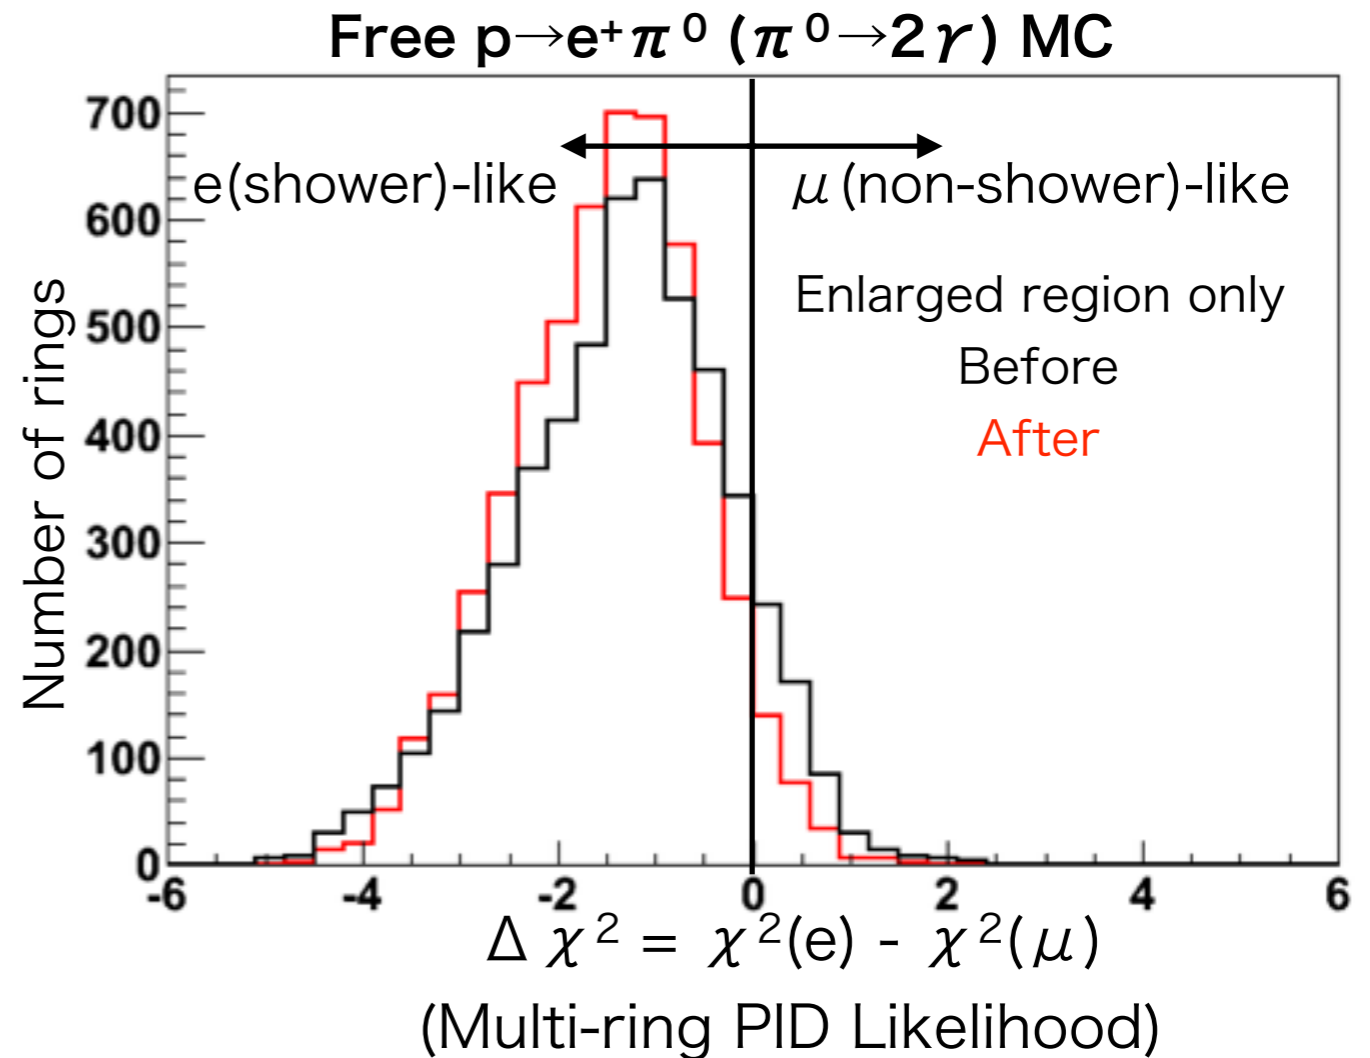 Free p→e⁺π⁰ (π⁰→2γ) MC
700
600
500
400
300
200
100
0
Number of rings
e(shower)-like
μ(non-shower)-like
Enlarged region only
Before
After
-6 -4 -2 0 2 4 6
Δχ² = χ²(e) - χ²(μ)
(Multi-ring PID Likelihood)